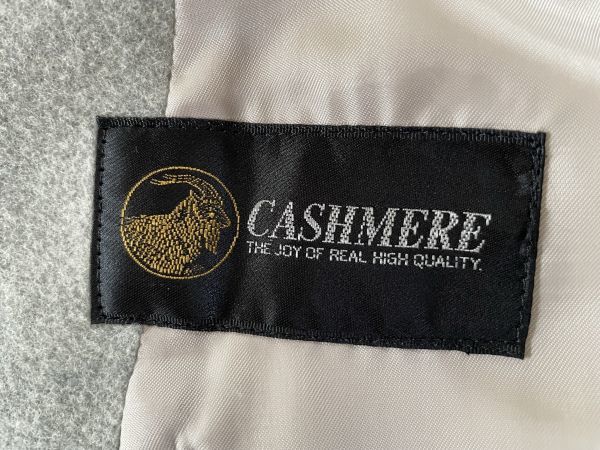 CASHMERE
THE JOY OF REAL HIGH QUALITY.